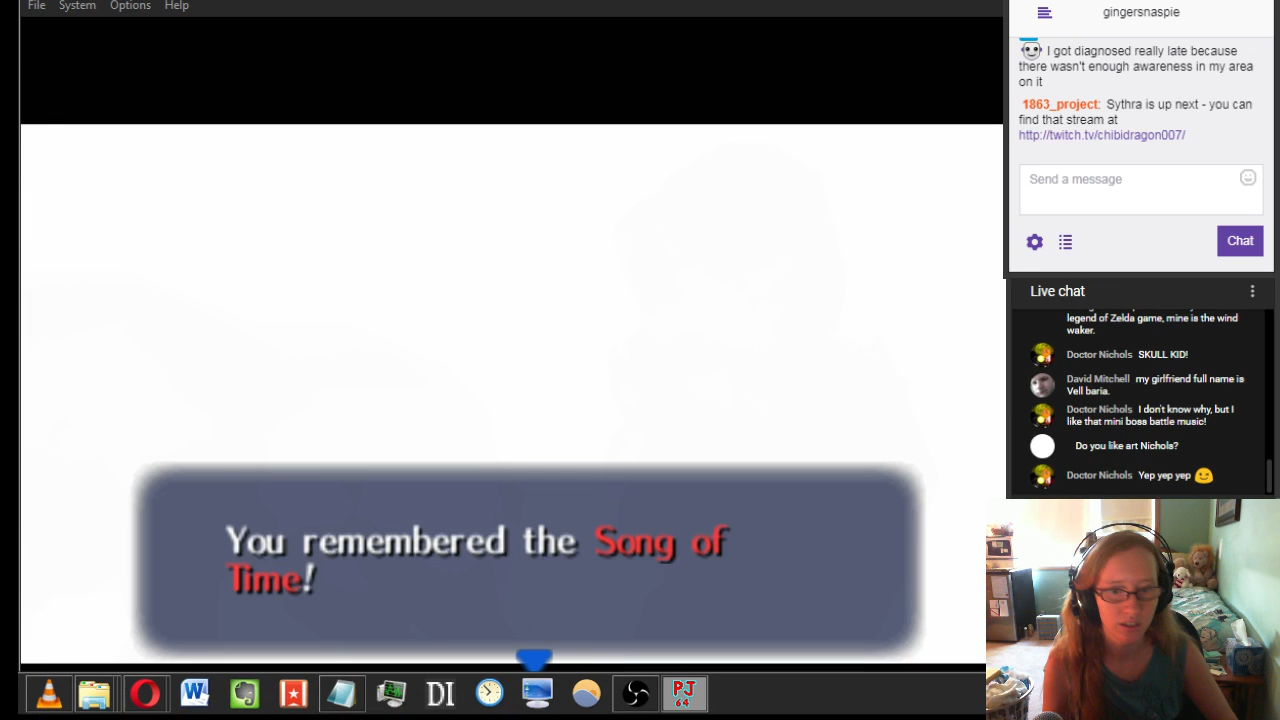 File System Options Help
gingersnaspie
I got diagnosed really late because
there wasn't enough awareness in my area
on it
1863_project: Sythra is up next - you can
find that stream at
http://twitch.tv/chibidragon007/
Send a message
Chat
Live chat
legend of Zelda game, mine is the wind
waker.
Doctor Nichols SKULL KID!
David Mitchell my girlfriend full name is
Vell baria.
Doctor Nichols I don't know why, but I
like that mini boss battle music!
Do you like art Nichols?
Doctor Nichols Yep yep yep
You remembered the Song of
Time!
W
DI
PJ
64